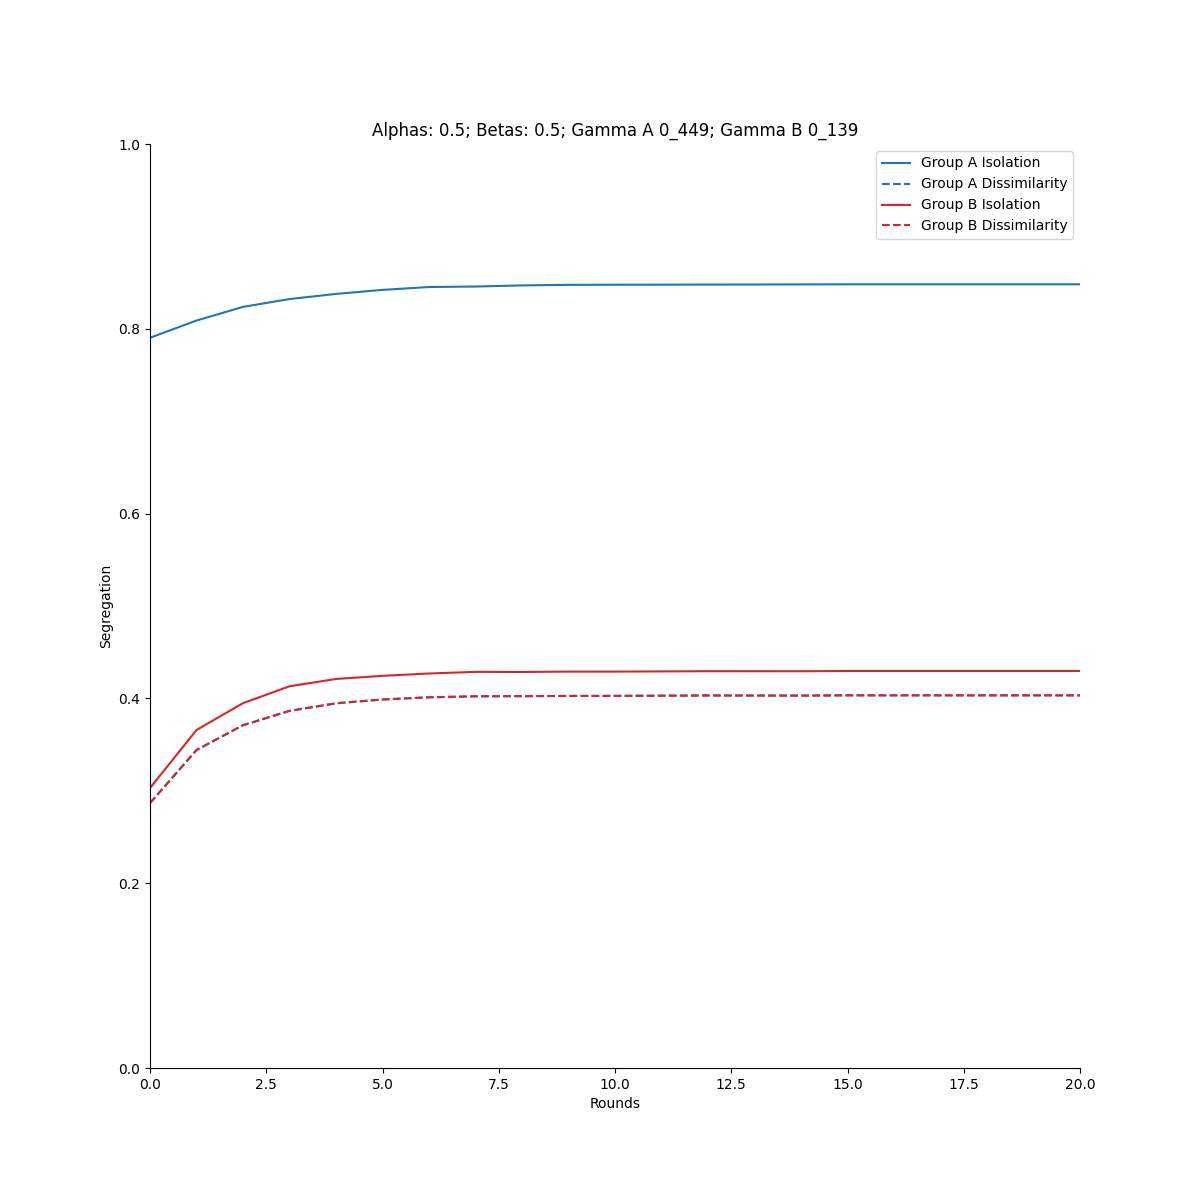 Alphas: 0.5; Betas: 0.5; Gamma A 0_449; Gamma B 0_139
1.0
Group A Isolation
Group A Dissimilarity
Group B Isolation
Group B Dissimilarity
0.8
0.6
Segregation
0.4
0.2
0.0
0.0 2.5 5.0 7.5 10.0 12.5 15.0 17.5 20.0
Rounds